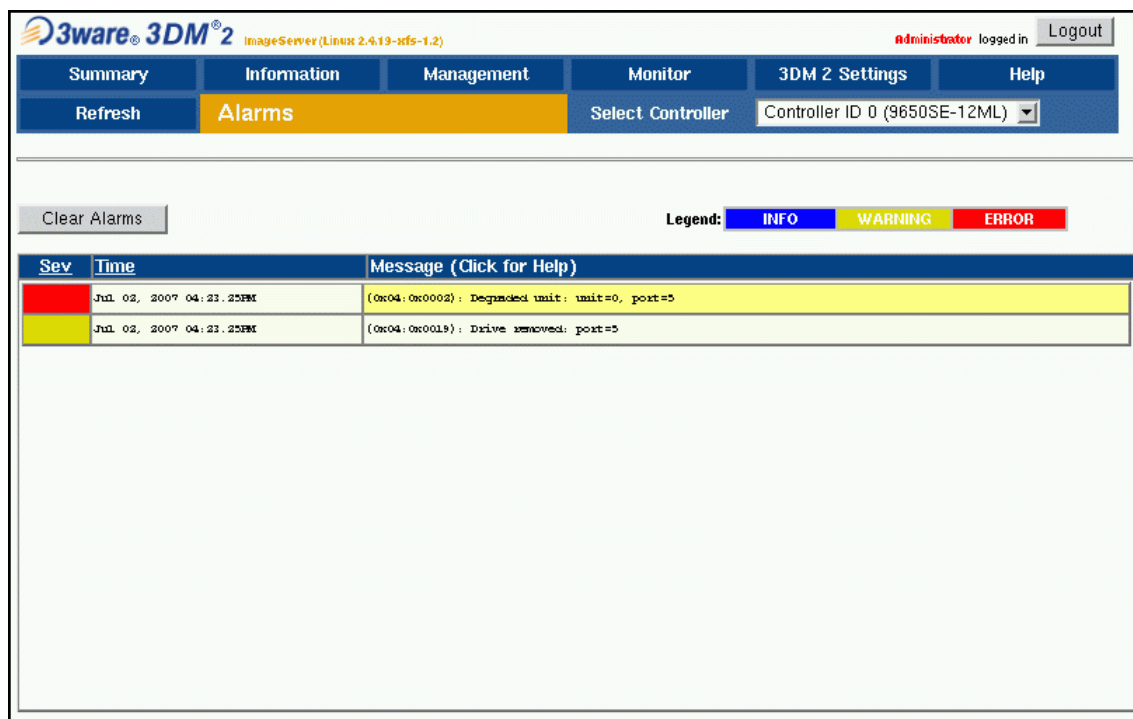 3ware® 3DM®2 ImageServer (Linux 2.4.19-xfs-1.2) Administrator logged in Logout
Summary Information Management Monitor 3DM 2 Settings Help
Refresh Alarms Select Controller Controller ID 0 (9650SE-12ML)
Clear Alarms Legend: INFO WARNING ERROR
Sev Time Message (Click for Help)
Jul 02, 2007 04:23.25PM (0x04:0x0002): Degraded unit: unit=0, port=5
Jul 02, 2007 04:23.25PM (0x04:0x0019): Drive removed: port=5